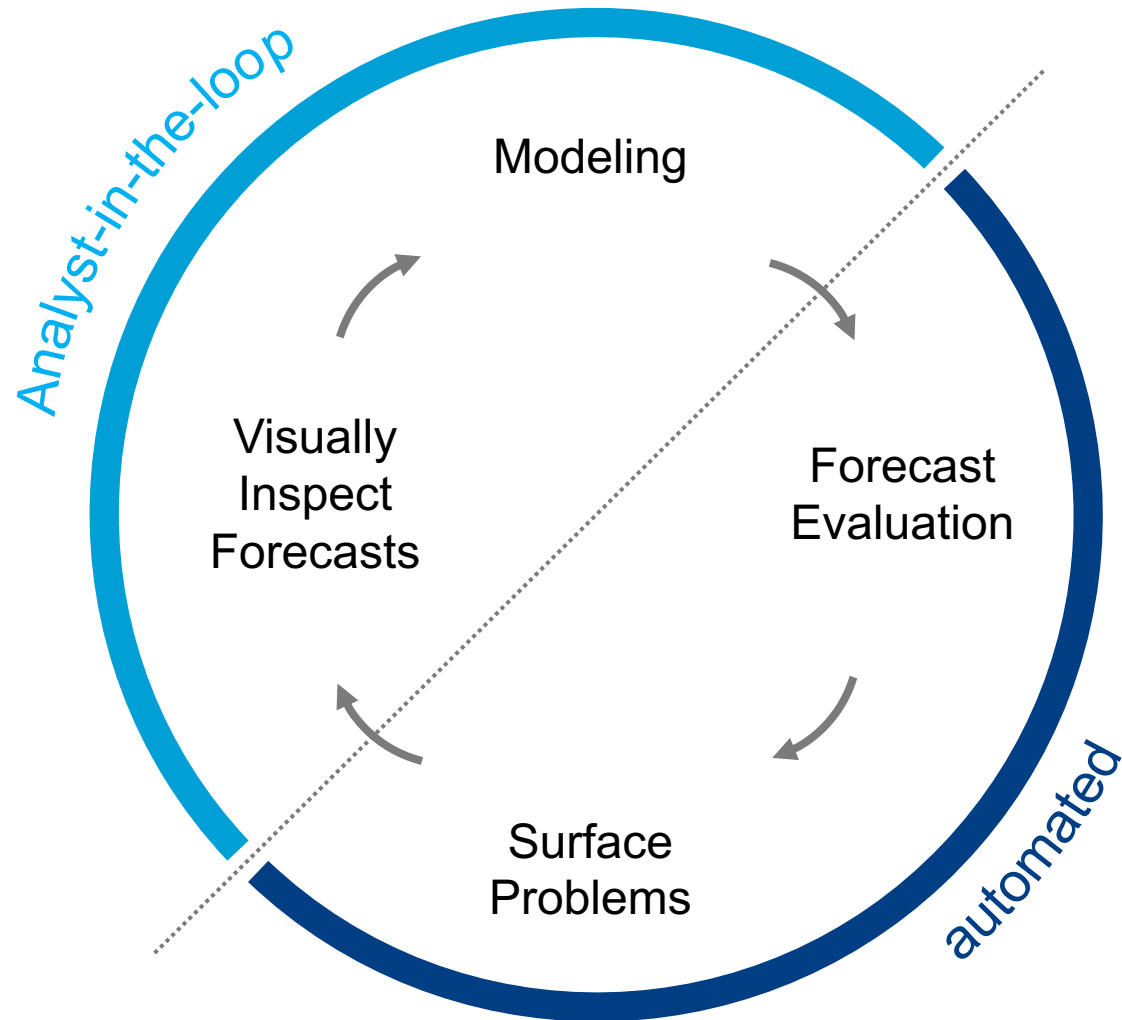 Analyst-in-the-loop
Modeling
Visually
Inspect
Forecasts
Forecast
Evaluation
Surface
Problems
automated